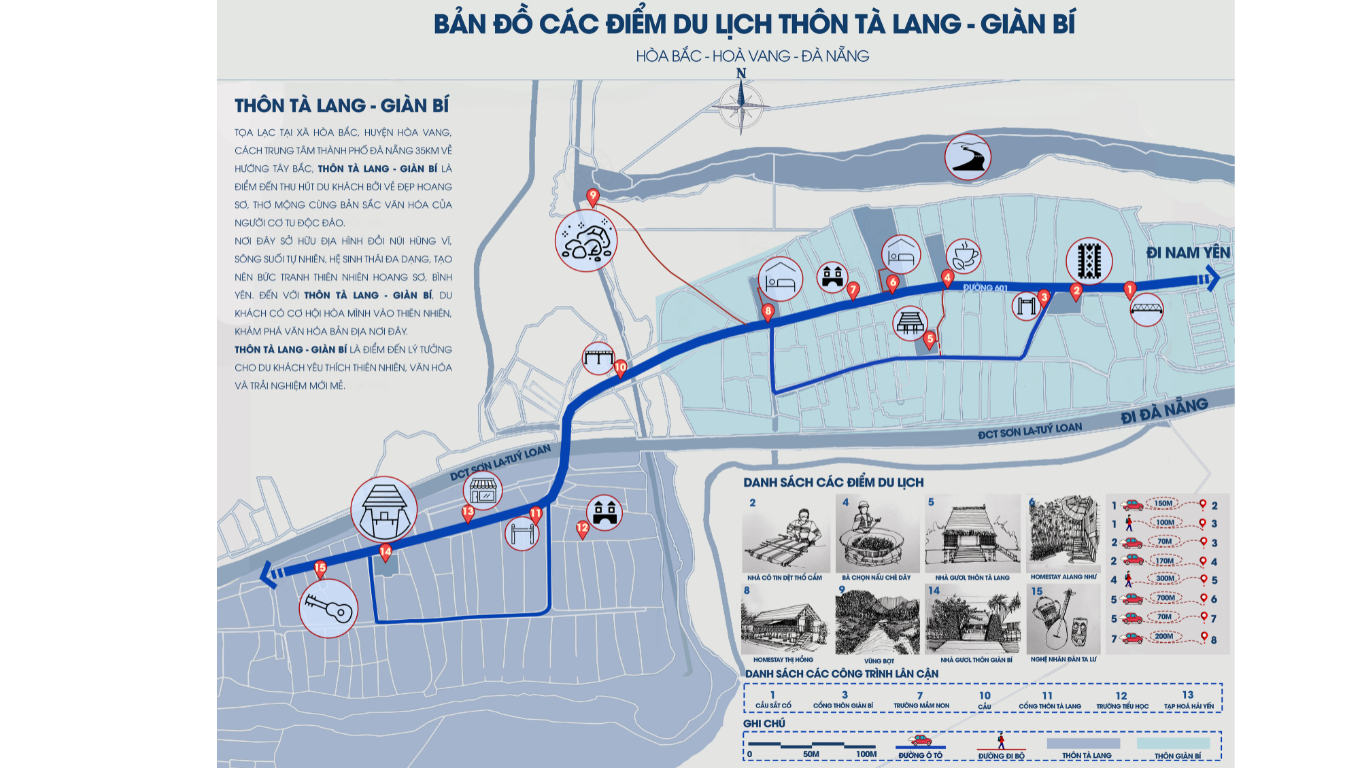 BẢN ĐỒ CÁC ĐIỂM DU LỊCH THÔN TÀ LANG - GIÀN BÍ
HÒA BẮC - HOÀ VANG - ĐÀ NẴNG
N
THÔN TÀ LANG - GIÀN BÍ
TỌA LẠC TẠI XÃ HÒA BẮC, HUYỆN HÒA VANG,
CÁCH TRUNG TÂM THÀNH PHỐ ĐÀ NẴNG 35KM VỀ
HƯỚNG TÂY BẮC, THÔN TÀ LANG - GIÀN BÍ LÀ
ĐIỂM ĐẾN THU HÚT DU KHÁCH BỞI VẺ ĐẸP HOANG
SƠ, THƠ MỘNG CÙNG BẢN SẮC VĂN HÓA CỦA
NGƯỜI CƠ TU ĐỘC ĐÁO.
NƠI ĐÂY SỞ HỮU ĐỊA HÌNH ĐỒI NÚI HÙNG VĨ,
SÔNG SUỐI TỰ NHIÊN, HỆ SINH THÁI ĐA DẠNG, TẠO
NÊN BỨC TRANH THIÊN NHIÊN HOANG SƠ, BÌNH
YÊN. ĐẾN VỚI THÔN TÀ LANG - GIÀN BÍ, DU
KHÁCH CÓ CƠ HỘI HÒA MÌNH VÀO THIÊN NHIÊN,
KHÁM PHÁ VĂN HÓA BẢN ĐỊA NƠI ĐÂY.
THÔN TÀ LANG - GIÀN BÍ LÀ ĐIỂM ĐẾN LÝ TƯỞNG
CHO DU KHÁCH YÊU THÍCH THIÊN NHIÊN, VĂN HÓA
VÀ TRẢI NGHIỆM MỚI MẺ.
9
ĐI NAM YÊN
4
6
7
ĐƯỜNG 601
3
2
1
8
5
10
ĐI ĐÀ NẴNG
ĐCT SƠN LA-TUÝ LOAN
ĐCT SƠN LA-TUÝ LOAN
13
11
12
14
15
DANH SÁCH CÁC ĐIỂM DU LỊCH
2 4 5 6
NHÀ CÔ TIN DỆT THỔ CẨM BÀ CHỌN NẤU CHÈ DÂY NHÀ GƯƠL THÔN TÀ LANG HOMESTAY ALANG NHƯ
8 9 14 15
HOMESTAY THỊ HỒNG VŨNG BỌT NHÀ GƯƠL THÔN GIÀN BÍ NGHỆ NHÂN ĐÀN TA LƯ
1 150M 2
1 100M 3
2 70M 3
2 170M 4
4 300M 5
5 700M 6
5 70M 7
7 200M 8
DANH SÁCH CÁC CÔNG TRÌNH LÂN CẬN
1 3 7 10 11 12 13
CẦU SẮT CỔ CỔNG THÔN GIÀN BÍ TRƯỜNG MẦM NON CẦU CỔNG THÔN TÀ LANG TRƯỜNG TIỂU HỌC TẠP HOÁ HẢI YẾN
GHI CHÚ
0 50M 100M ĐƯỜNG Ô TÔ ĐƯỜNG ĐI BỘ THÔN TÀ LANG THÔN GIÀN BÍ